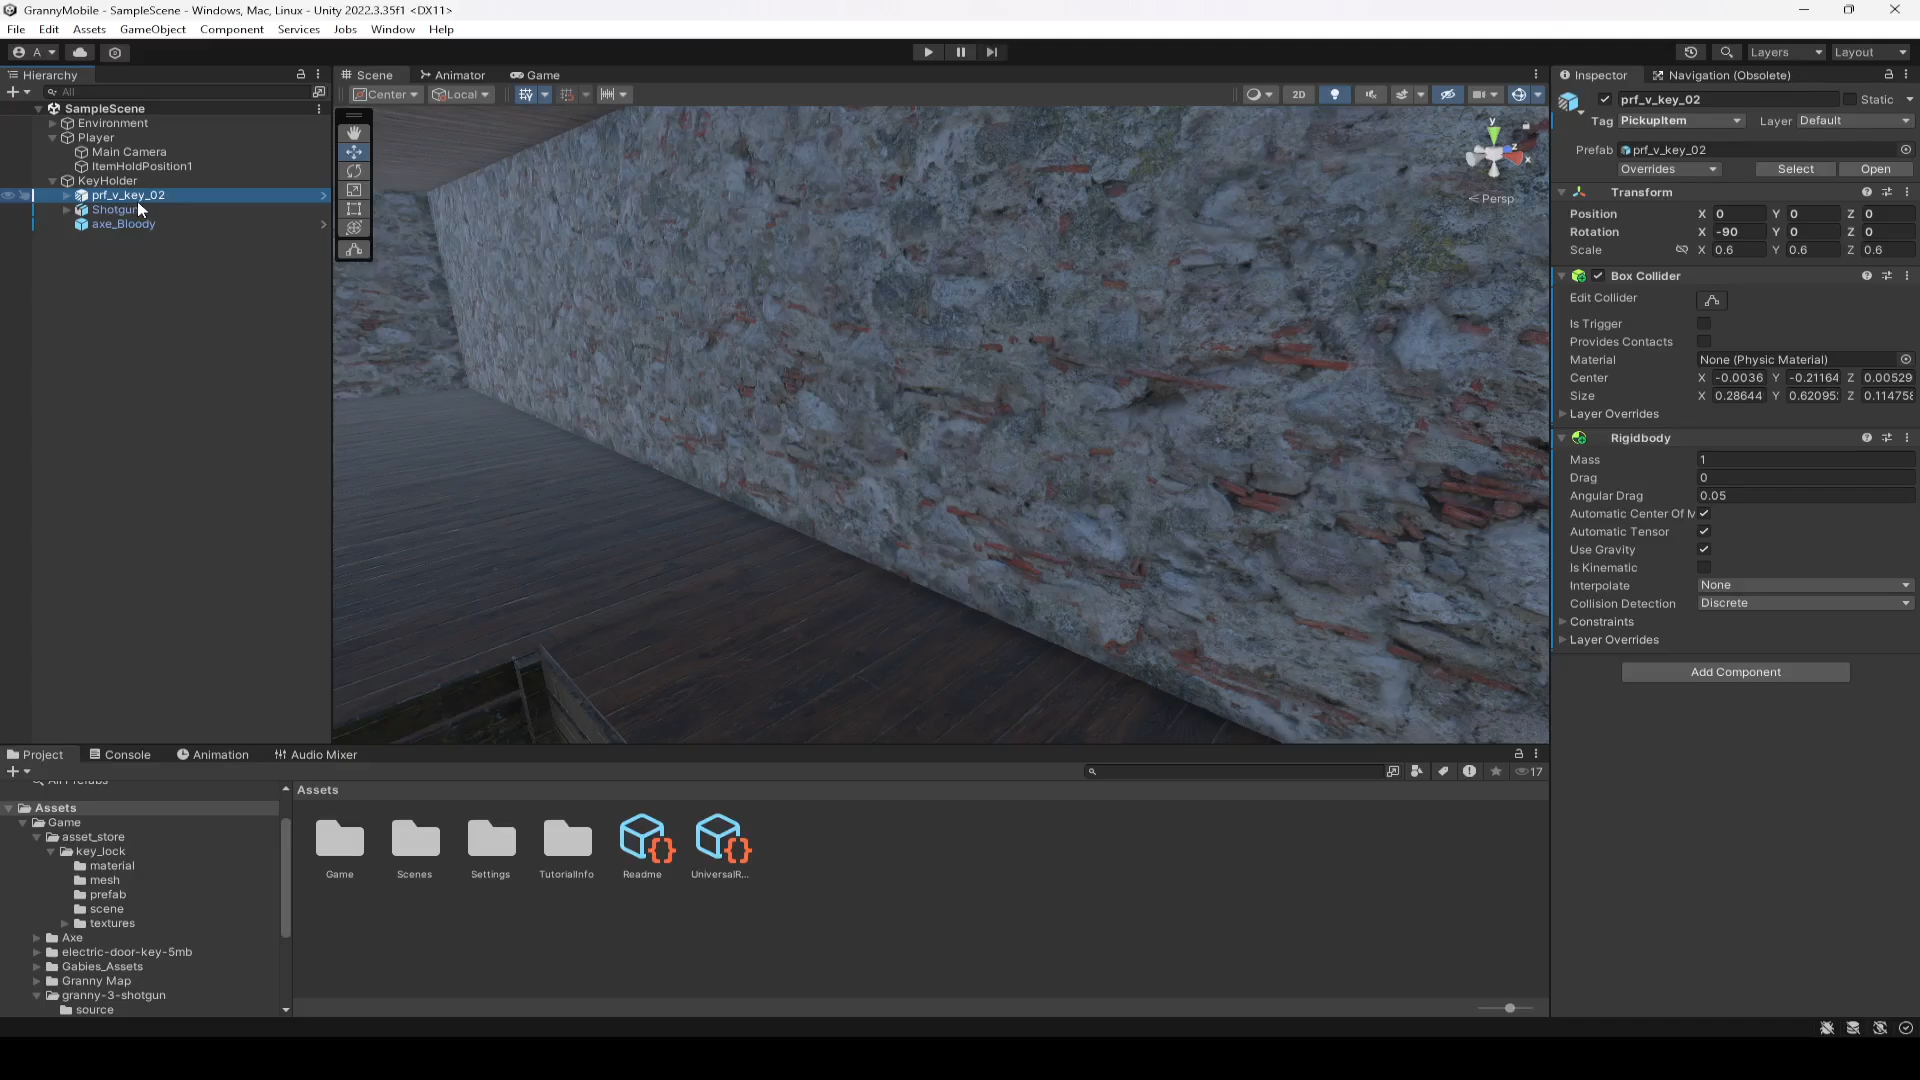 GrannyMobile - SampleScene - Windows, Mac, Linux - Unity 2022.3.35f1 <DX11>
File Edit Assets GameObject Component Services Jobs Window Help
A Layers Layout
Hierarchy
All
SampleScene
Environment
Player
Main Camera
ItemHoldPosition1
KeyHolder
prf_v_key_02
Shotgun
axe_Bloody
Scene Animator Game
Center Local 2D
y
z
x
< Persp
Inspector Navigation (Obsolete)
prf_v_key_02 Static
Tag PickupItem Layer Default
Prefab prf_v_key_02
Overrides Select Open
Transform
Position X 0 Y 0 Z 0
Rotation X -90 Y 0 Z 0
Scale X 0.6 Y 0.6 Z 0.6
Box Collider
Edit Collider
Is Trigger
Provides Contacts
Material None (Physic Material)
Center X -0.0036 Y -0.21164 Z 0.00529
Size X 0.28644 Y 0.62095 Z 0.114758
Layer Overrides
Rigidbody
Mass 1
Drag 0
Angular Drag 0.05
Automatic Center Of M
Automatic Tensor
Use Gravity
Is Kinematic
Interpolate None
Collision Detection Discrete
Constraints
Layer Overrides
Add Component
Project Console Animation Audio Mixer
17
All Prefabs
Assets
Game
asset_store
key_lock
material
mesh
prefab
scene
textures
Axe
electric-door-key-5mb
Gabies_Assets
Granny Map
granny-3-shotgun
source
Assets
Game Scenes Settings TutorialInfo Readme UniversalR...